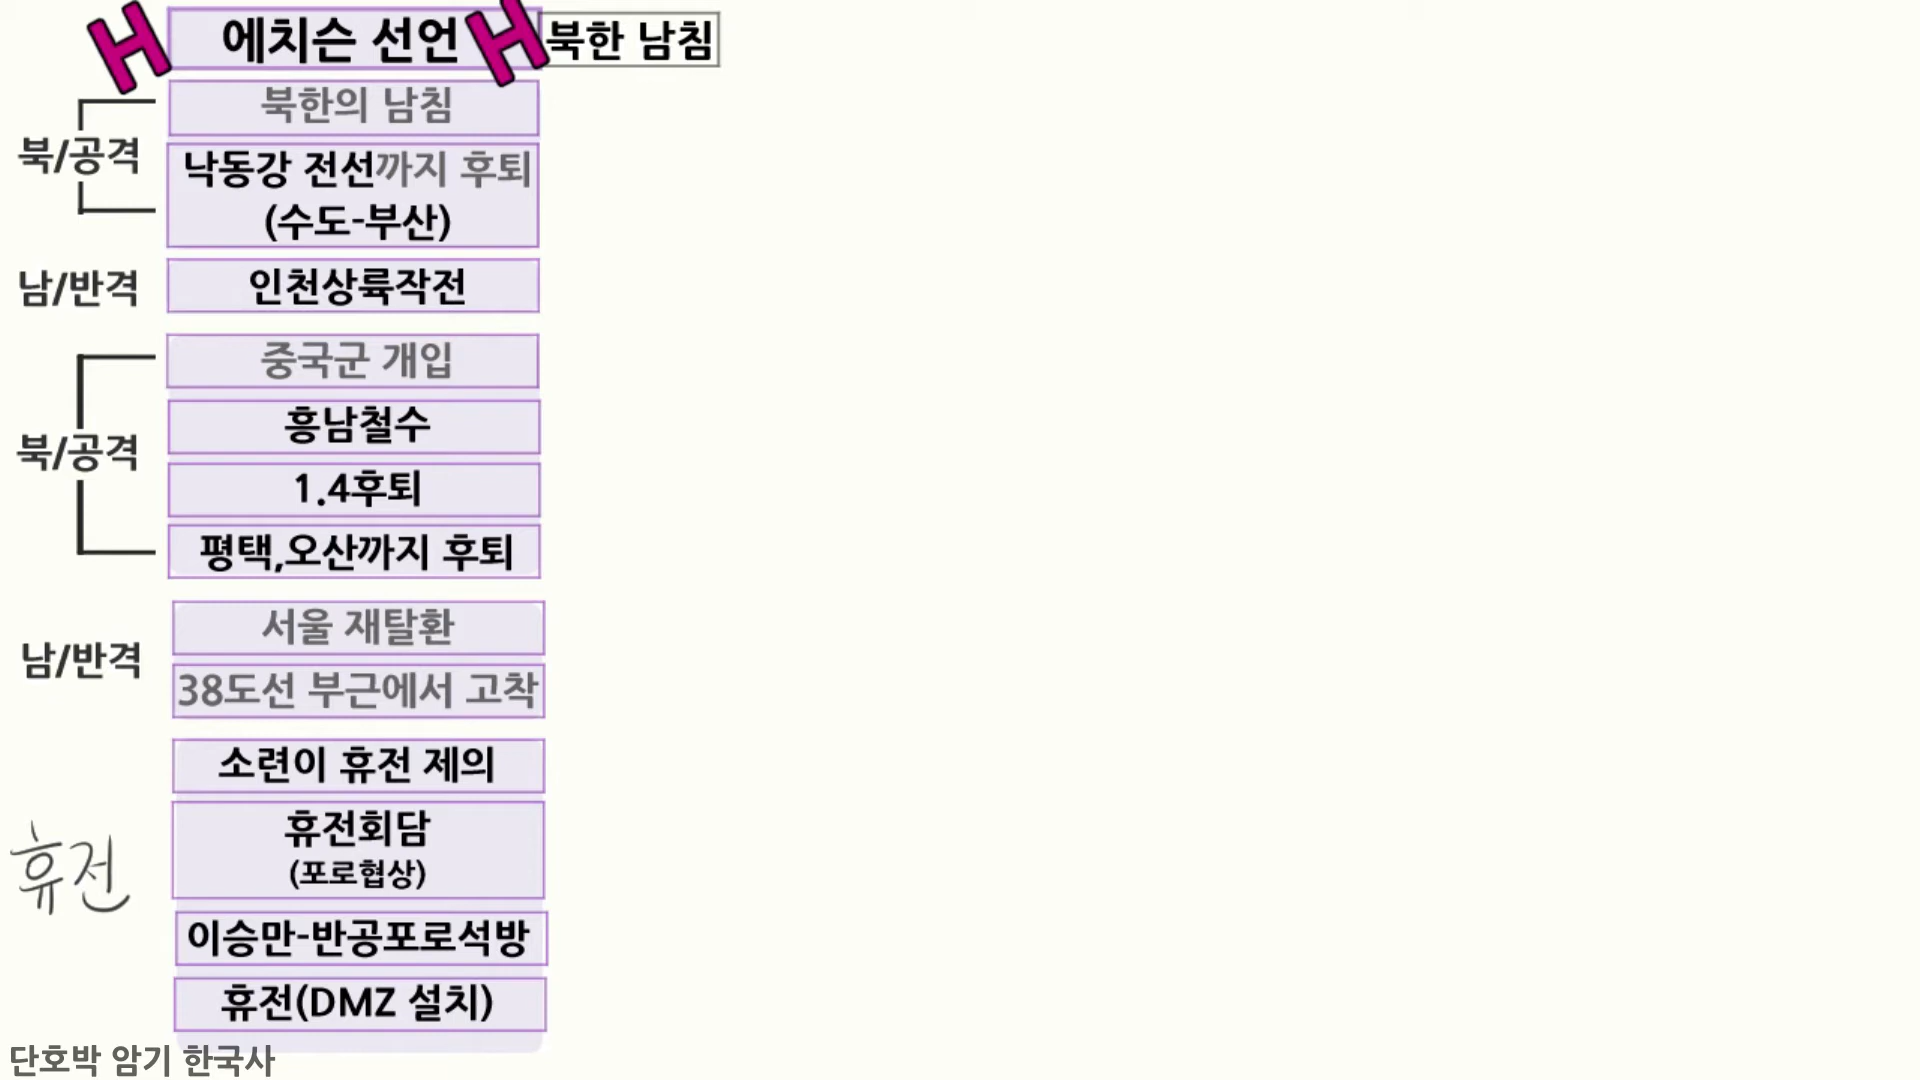 H 에치슨 선언 H 북한 남침
북한의 남침
북/공격
낙동강 전선까지 후퇴
(수도-부산)
남/반격
인천상륙작전
중국군 개입
흥남철수
북/공격
1.4후퇴
평택,오산까지 후퇴
서울 재탈환
남/반격
38도선 부근에서 고착
소련이 휴전 제의
휴전회담
(포로협상)
휴전
이승만-반공포로석방
휴전(DMZ 설치)
단호박 암기 한국사